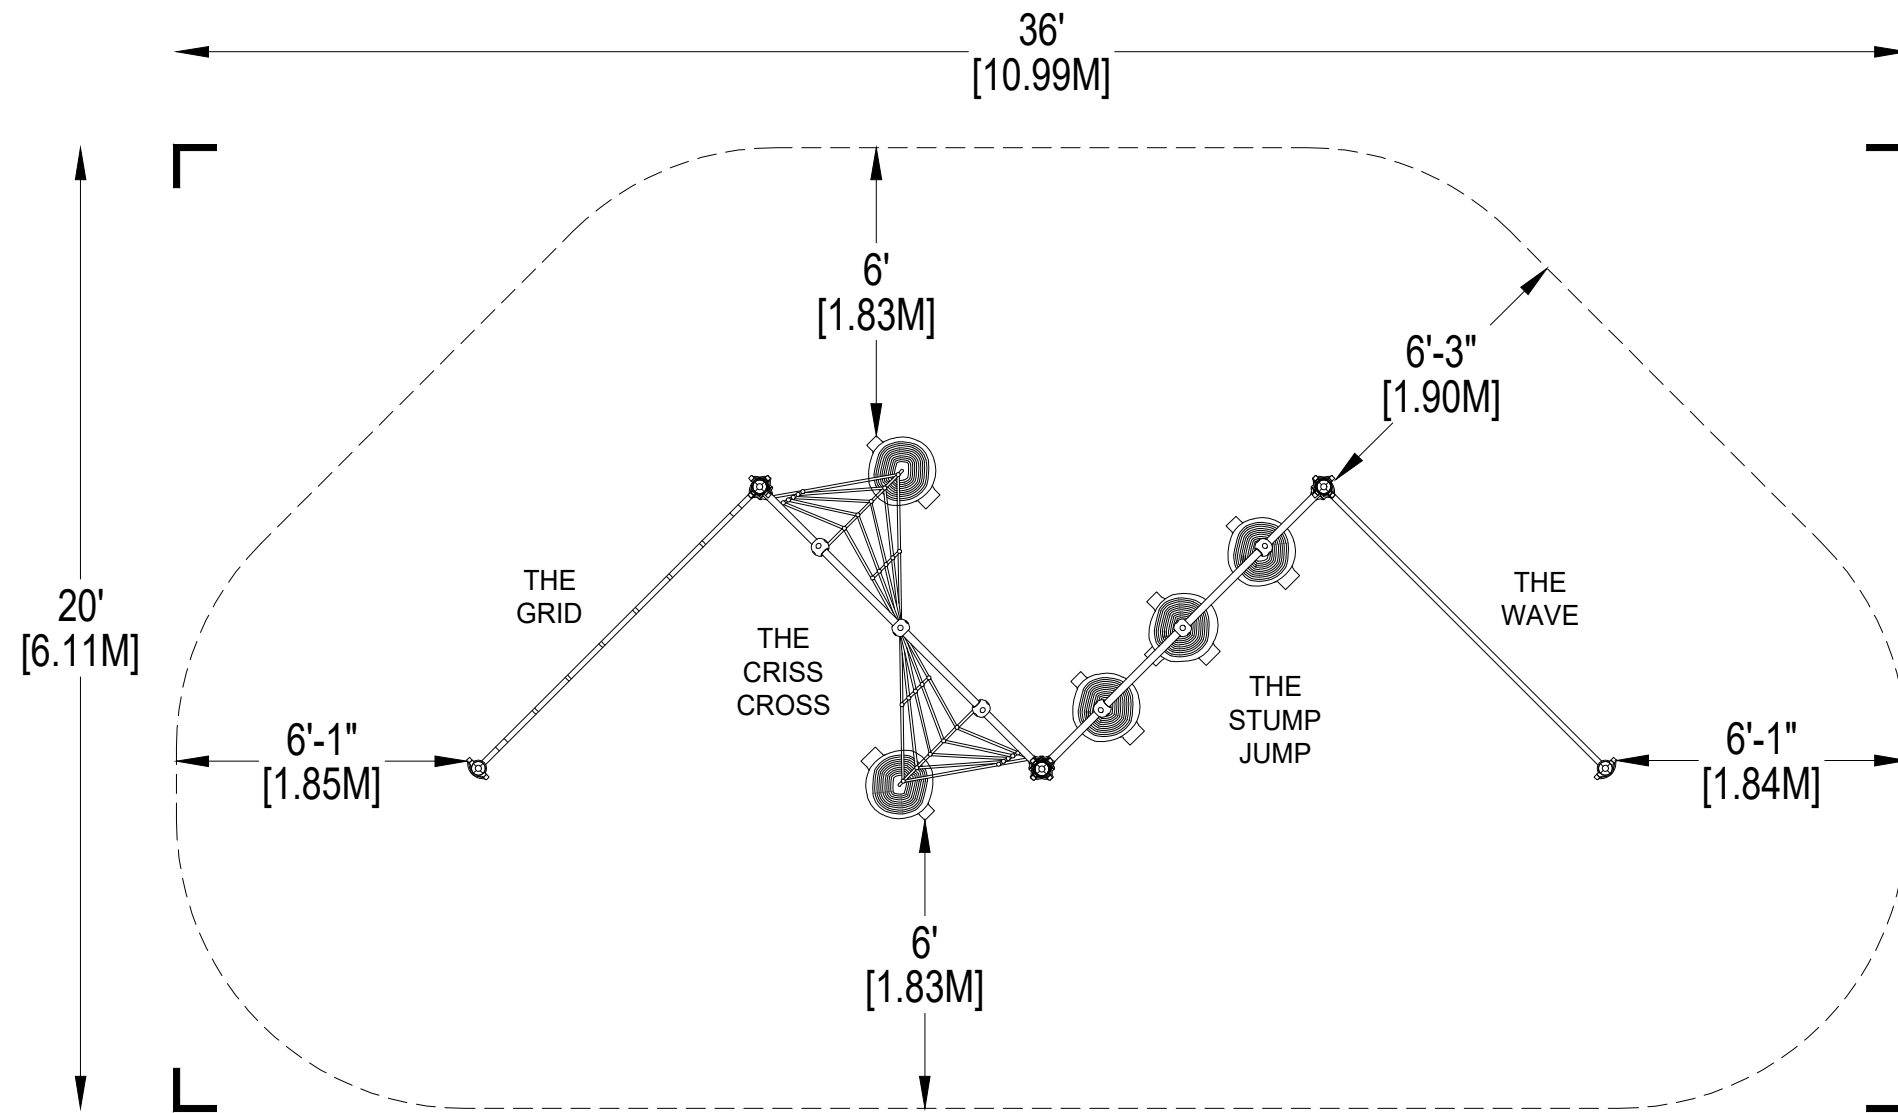 36'
[10.99M]
6'
[1.83M]
6'-3"
[1.90M]
20'
[6.11M]
THE
GRID
THE
CRISS
CROSS
THE
STUMP
JUMP
THE
WAVE
6'-1"
[1.85M]
6'-1"
[1.84M]
6'
[1.83M]